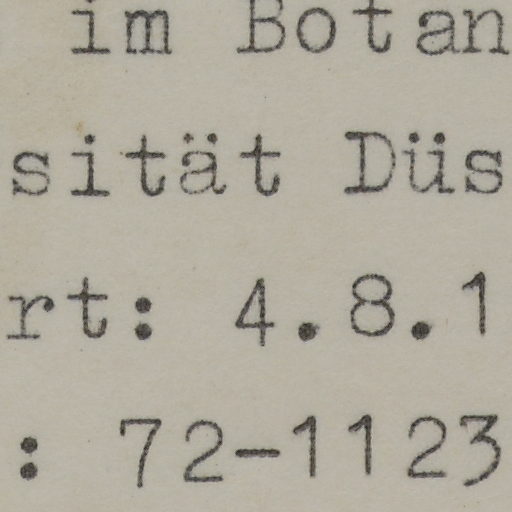 im Botan
sität Düs
rt: 4.8.1
: 72-1123